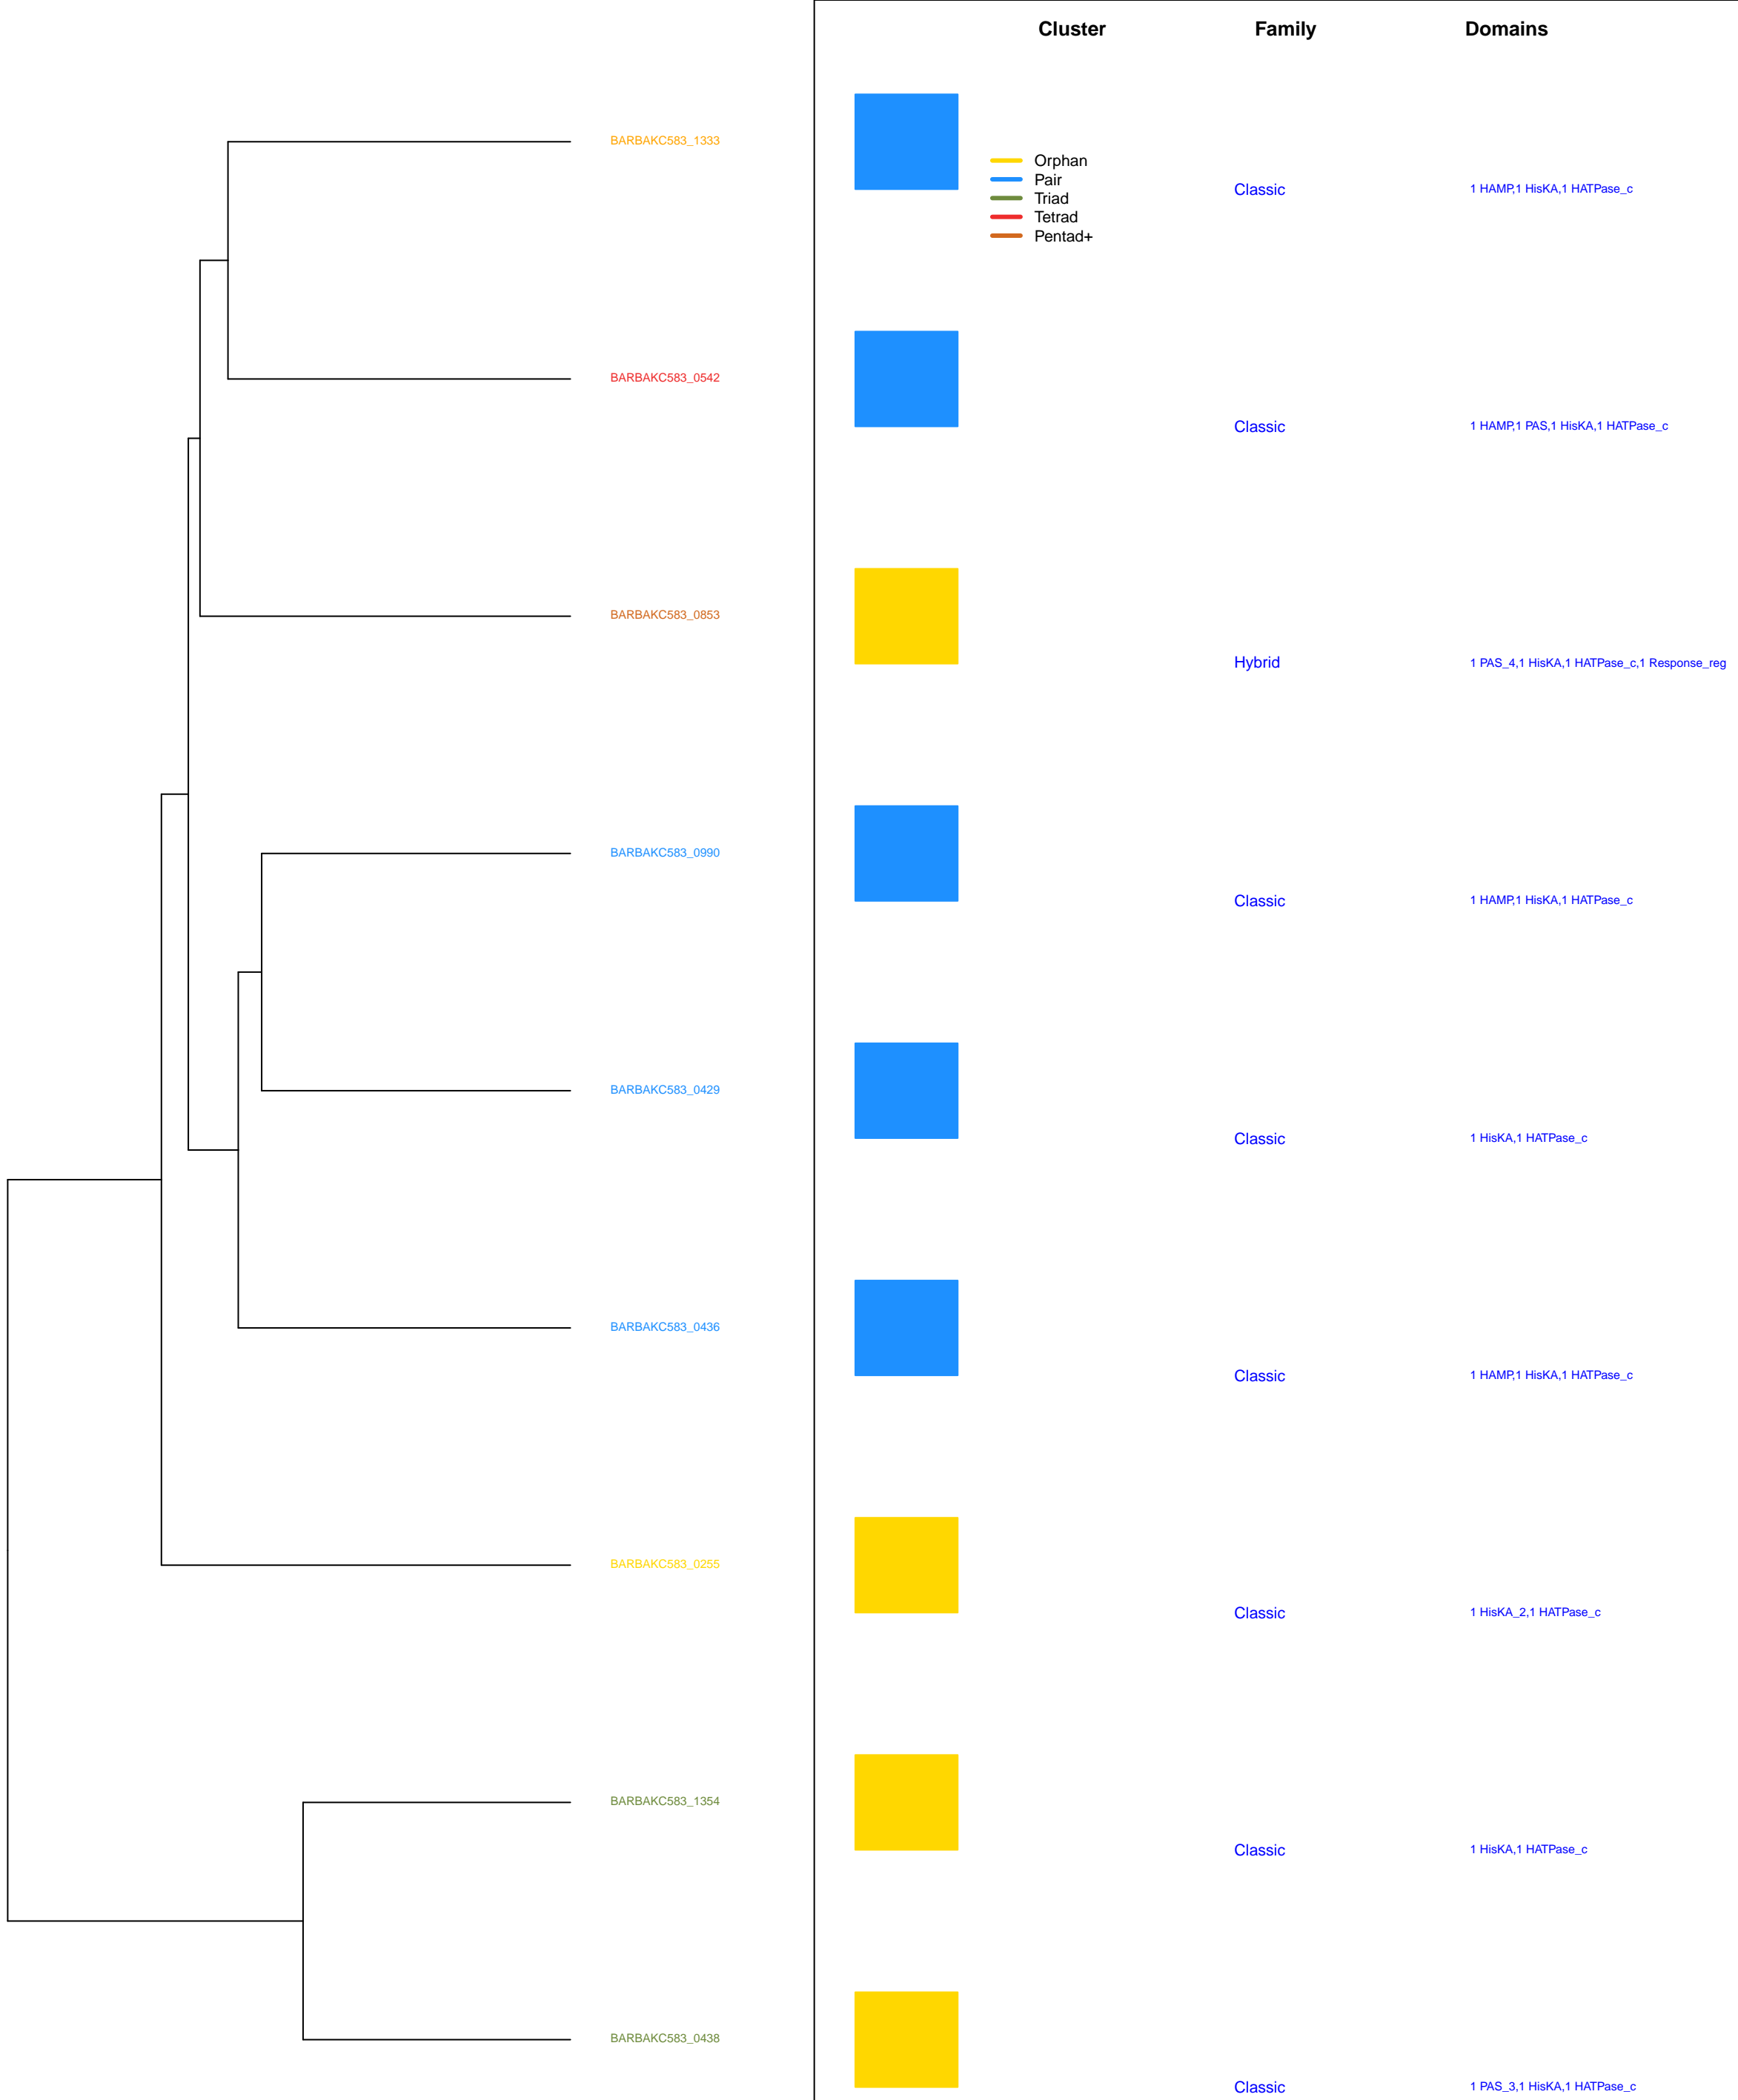 Cluster Family Domains
BARBAKC583_1333
Orphan
Pair
Triad
Tetrad
Pentad+
Classic 1 HAMP,1 HisKA,1 HATPase_c
BARBAKC583_0542
Classic 1 HAMP,1 PAS,1 HisKA,1 HATPase_c
BARBAKC583_0853
Hybrid 1 PAS_4,1 HisKA,1 HATPase_c,1 Response_reg
BARBAKC583_0990
Classic 1 HAMP,1 HisKA,1 HATPase_c
BARBAKC583_0429
Classic 1 HisKA,1 HATPase_c
BARBAKC583_0436
Classic 1 HAMP,1 HisKA,1 HATPase_c
BARBAKC583_0255
Classic 1 HisKA_2,1 HATPase_c
BARBAKC583_1354
Classic 1 HisKA,1 HATPase_c
BARBAKC583_0438
Classic 1 PAS_3,1 HisKA,1 HATPase_c